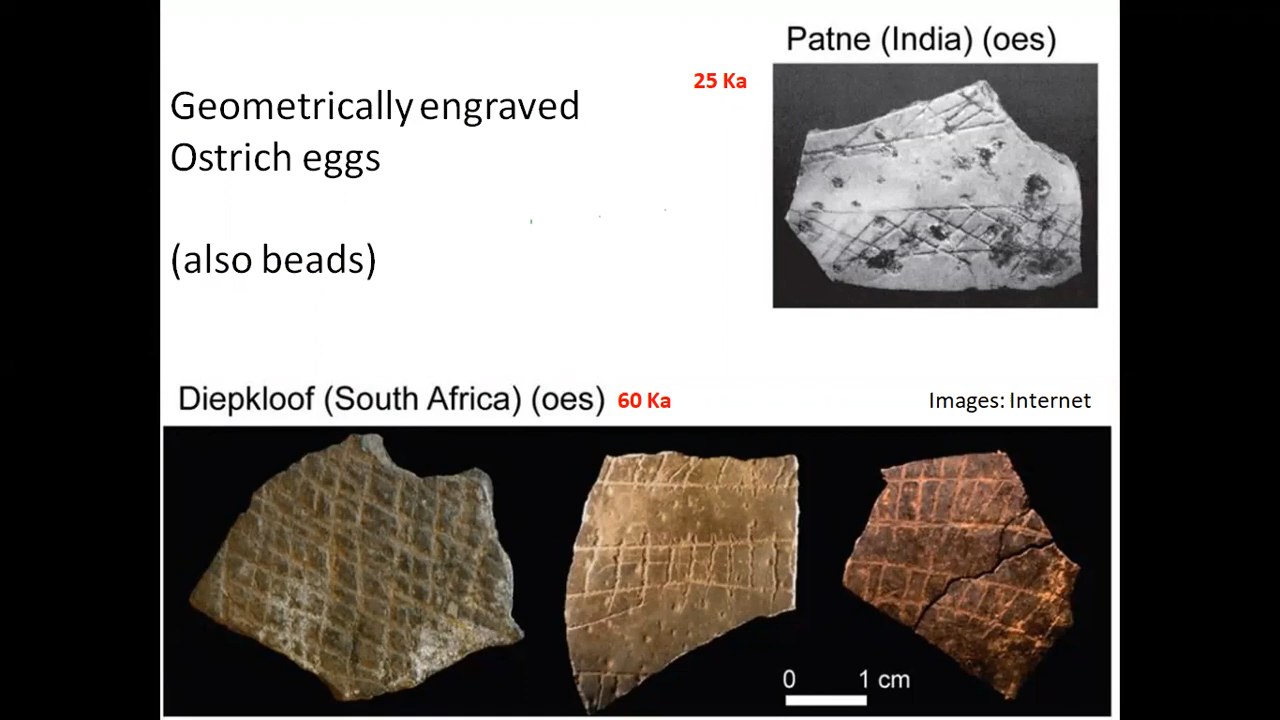 Patne (India) (oes)
25 Ka
Geometrically engraved
Ostrich eggs
(also beads)
Diepkloof (South Africa) (oes) 60 Ka
Images: Internet
0 1 cm